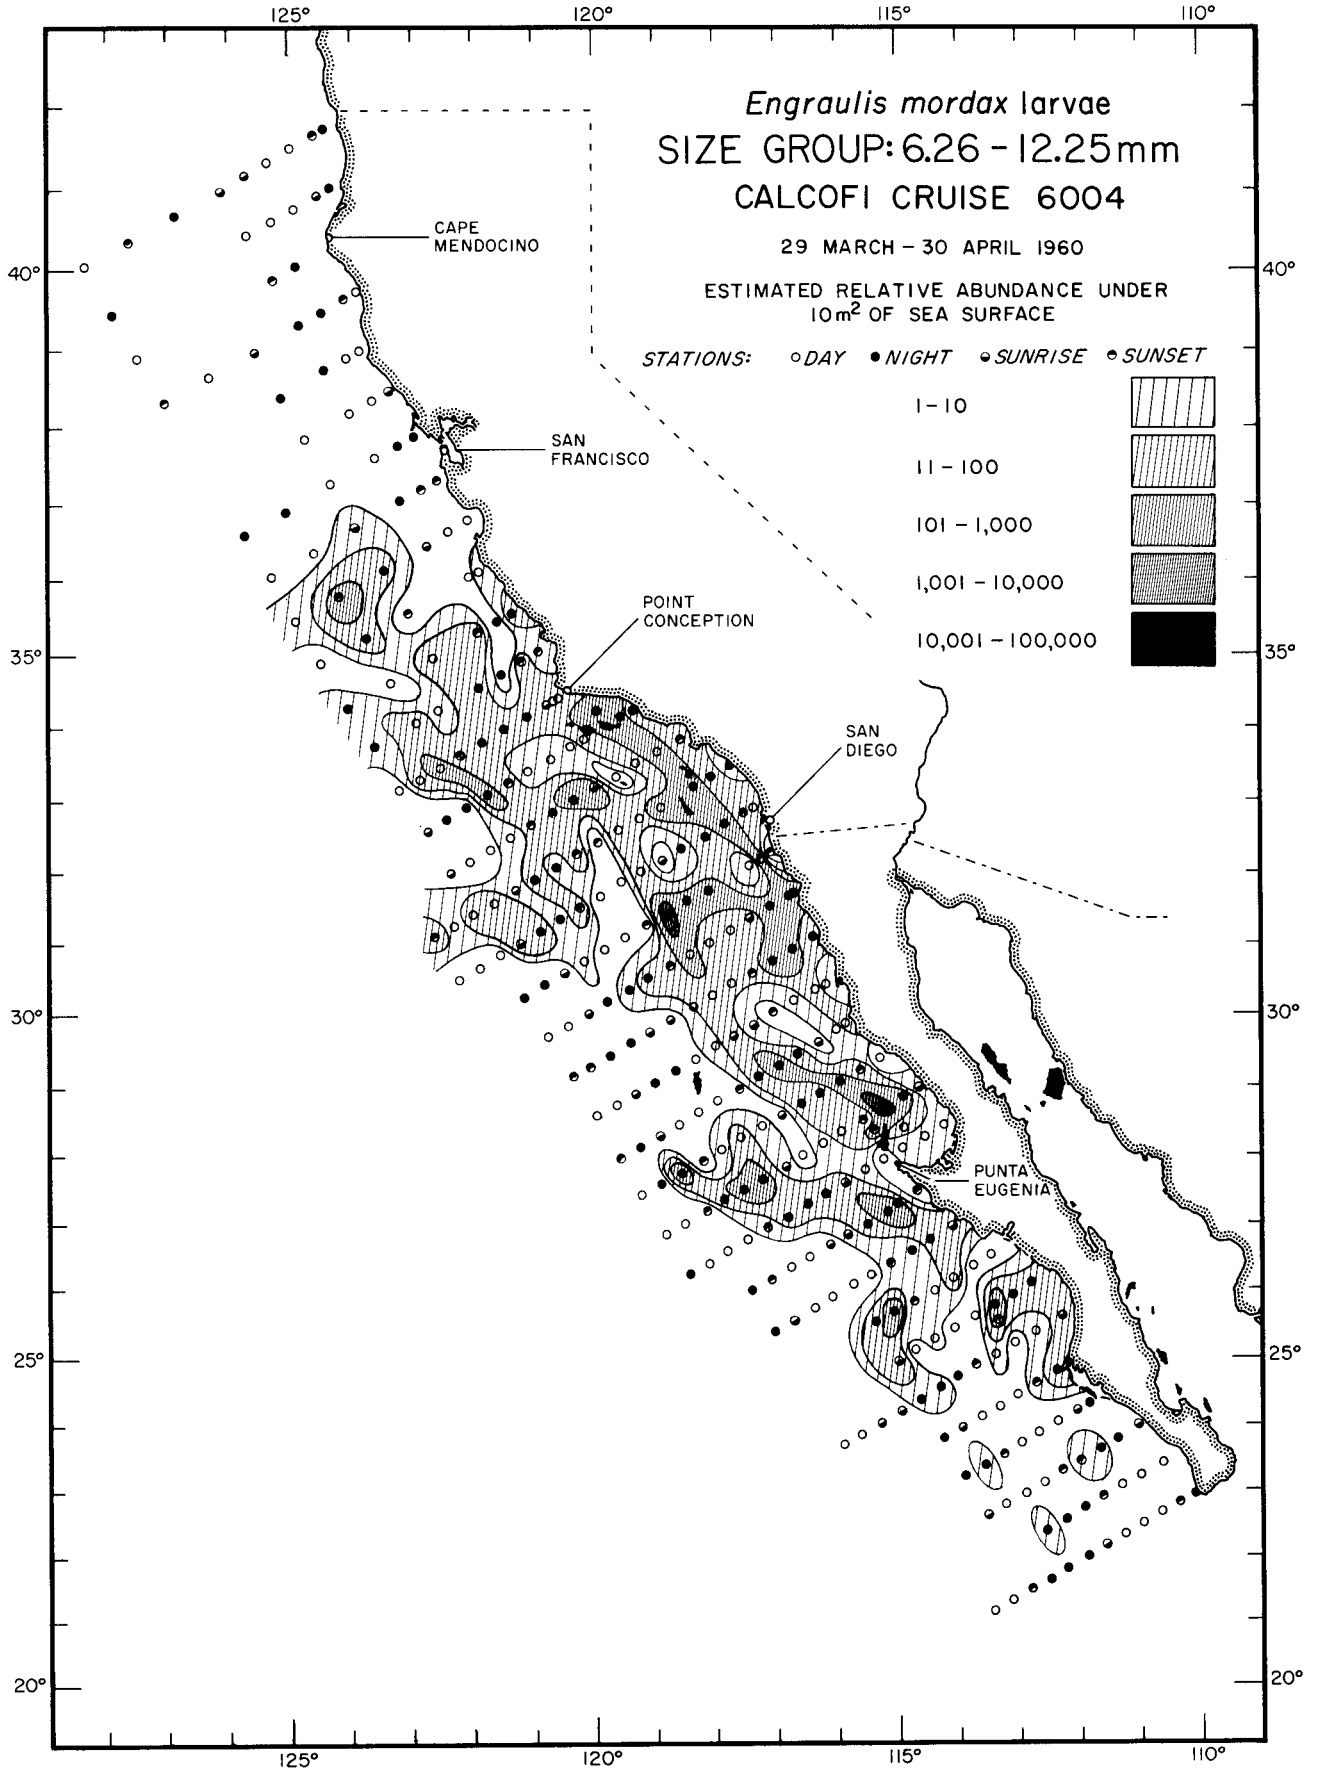 125° 120° 115° 110°
Engraulis mordax larvae
SIZE GROUP: 6.26 - 12.25mm
CALCOFI CRUISE 6004
29 MARCH - 30 APRIL 1960
ESTIMATED RELATIVE ABUNDANCE UNDER
10m² OF SEA SURFACE
STATIONS: ○ DAY ● NIGHT SUNRISE SUNSET
1 - 10
11 - 100
101 - 1,000
1,001 - 10,000
10,001 - 100,000
CAPE
MENDOCINO
40° 40°
SAN
FRANCISCO
POINT
CONCEPTION
35° 35°
SAN
DIEGO
30° 30°
PUNTA
EUGENIA
25° 25°
20° 20°
125° 120° 115° 110°